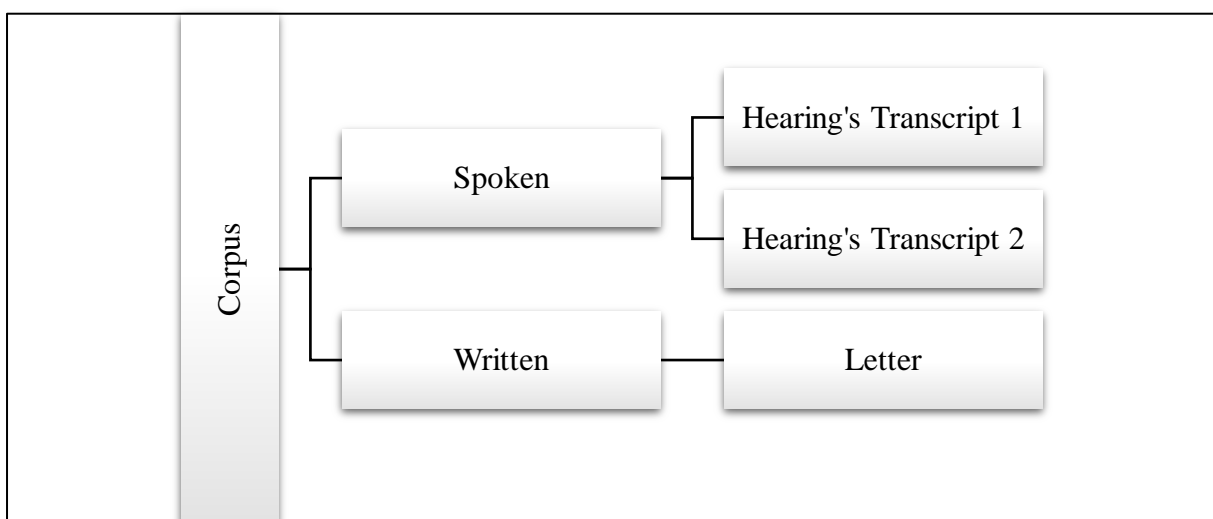 Corpus
Spoken
Hearing's Transcript 1
Hearing's Transcript 2
Written
Letter